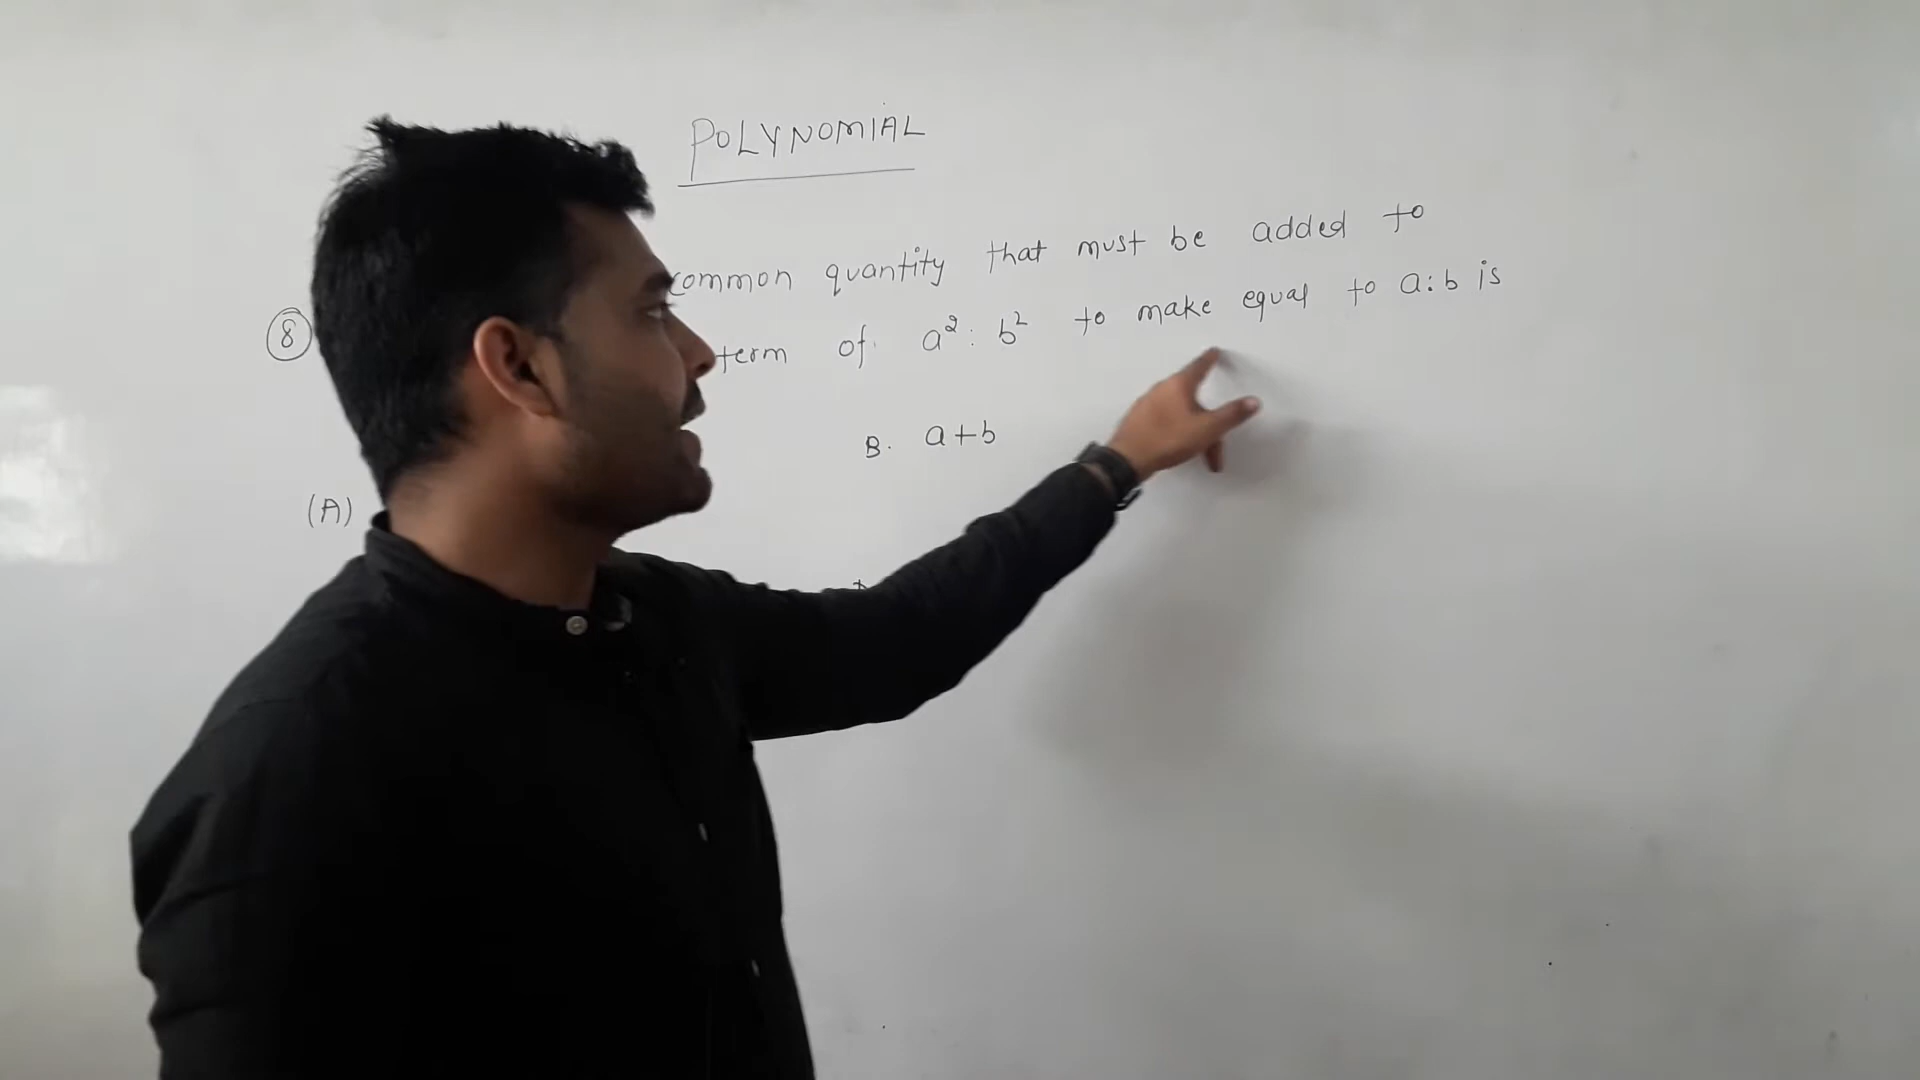 POLYNOMIAL
8 common quantity that must be added to
term of a²: b² to make equal to a:b is
B. a+b
(A)